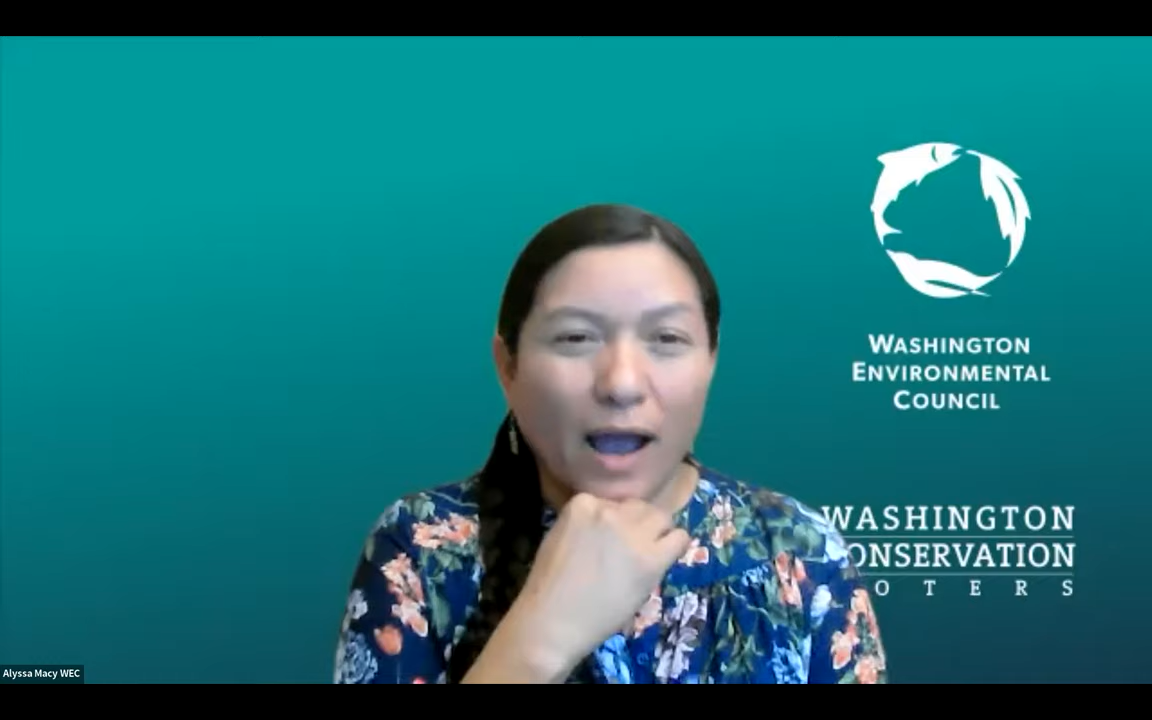 WASHINGTON
ENVIRONMENTAL
COUNCIL
WASHINGTON
ONSERVATION
OTERS
Alyssa Macy WEC